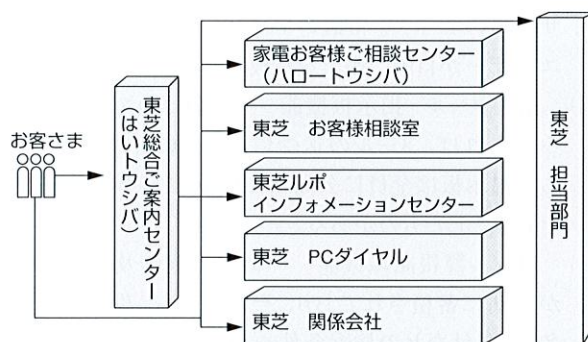 お客さま
東芝総合ご案内センター
(はいトウシバ)
家電お客様ご相談センター
(ハロートウシバ)
東芝 お客様相談室
東芝ルポ
インフォメーションセンター
東芝 PCダイヤル
東芝 関係会社
東芝 担当部門